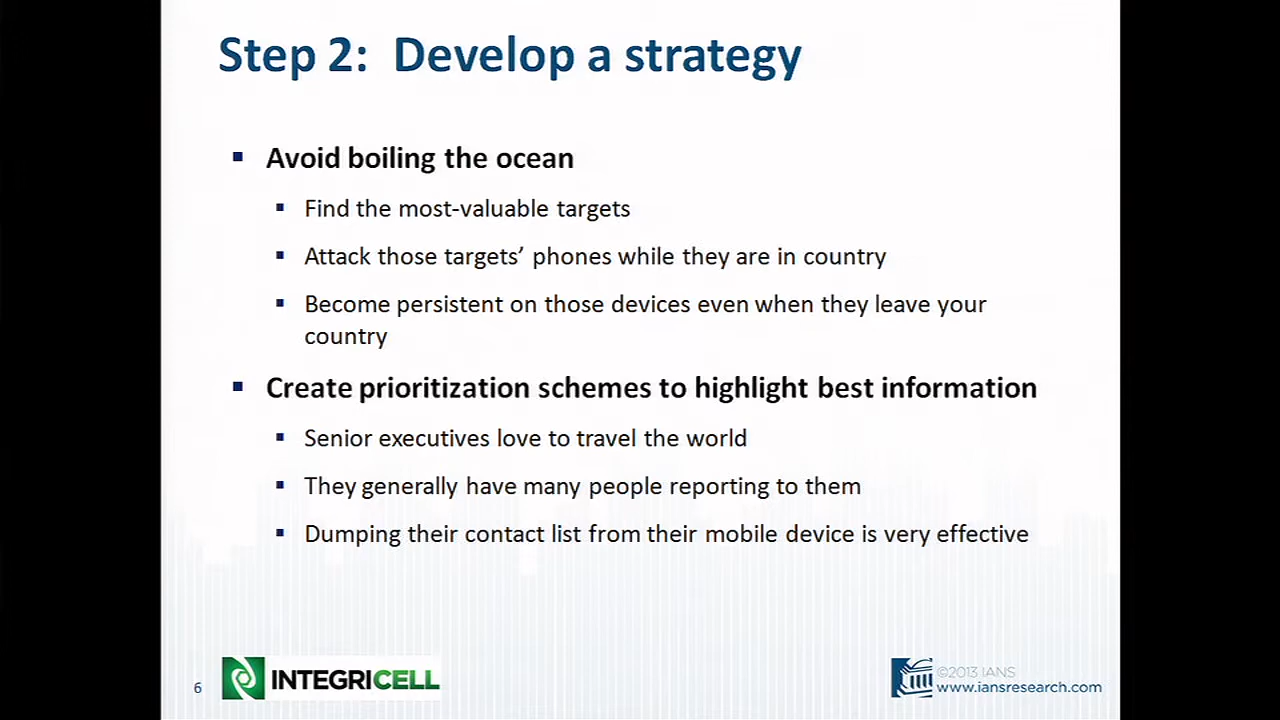 Step 2: Develop a strategy
▪ Avoid boiling the ocean
▪ Find the most-valuable targets
▪ Attack those targets’ phones while they are in country
▪ Become persistent on those devices even when they leave your
country
▪ Create prioritization schemes to highlight best information
▪ Senior executives love to travel the world
▪ They generally have many people reporting to them
▪ Dumping their contact list from their mobile device is very effective
6
INTEGRICELL
©2013 IANS
www.iansresearch.com